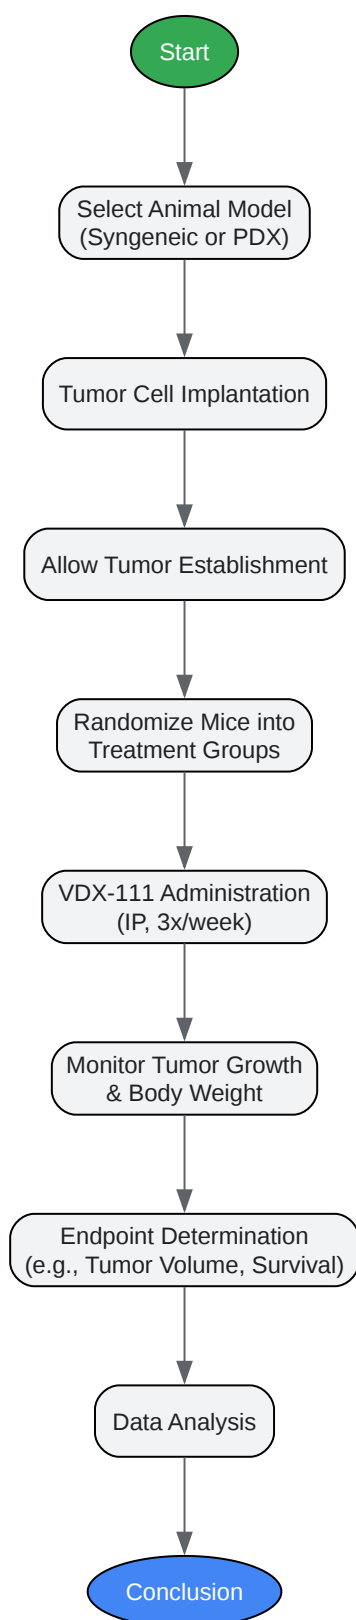 Start
Select Animal Model
(Syngeneic or PDX)
Tumor Cell Implantation
Allow Tumor Establishment
Randomize Mice into
Treatment Groups
VDX-111 Administration
(IP, 3x/week)
Monitor Tumor Growth
& Body Weight
Endpoint Determination
(e.g., Tumor Volume, Survival)
Data Analysis
Conclusion